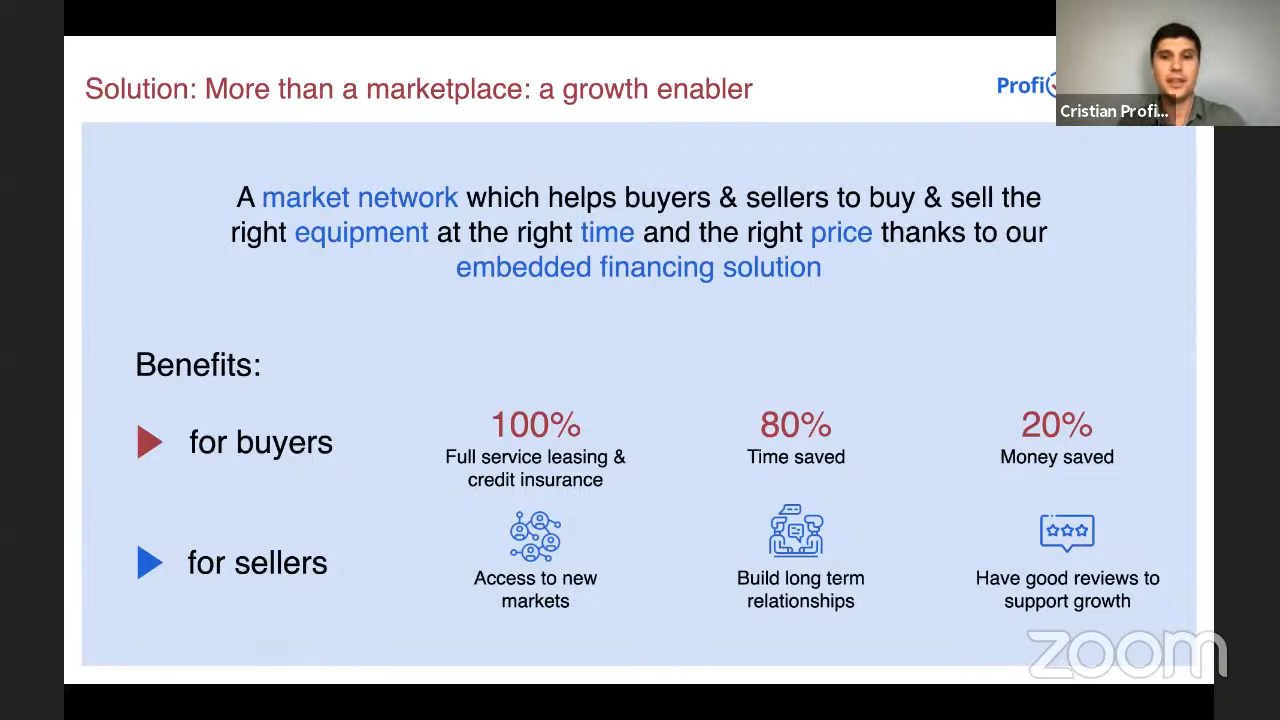 Solution: More than a marketplace: a growth enabler
Profi
Cristian Profi...
A market network which helps buyers & sellers to buy & sell the
right equipment at the right time and the right price thanks to our
embedded financing solution
Benefits:
for buyers
100%
Full service leasing &
credit insurance
80%
Time saved
20%
Money saved
for sellers
Access to new
markets
Build long term
relationships
Have good reviews to
support growth
zoom